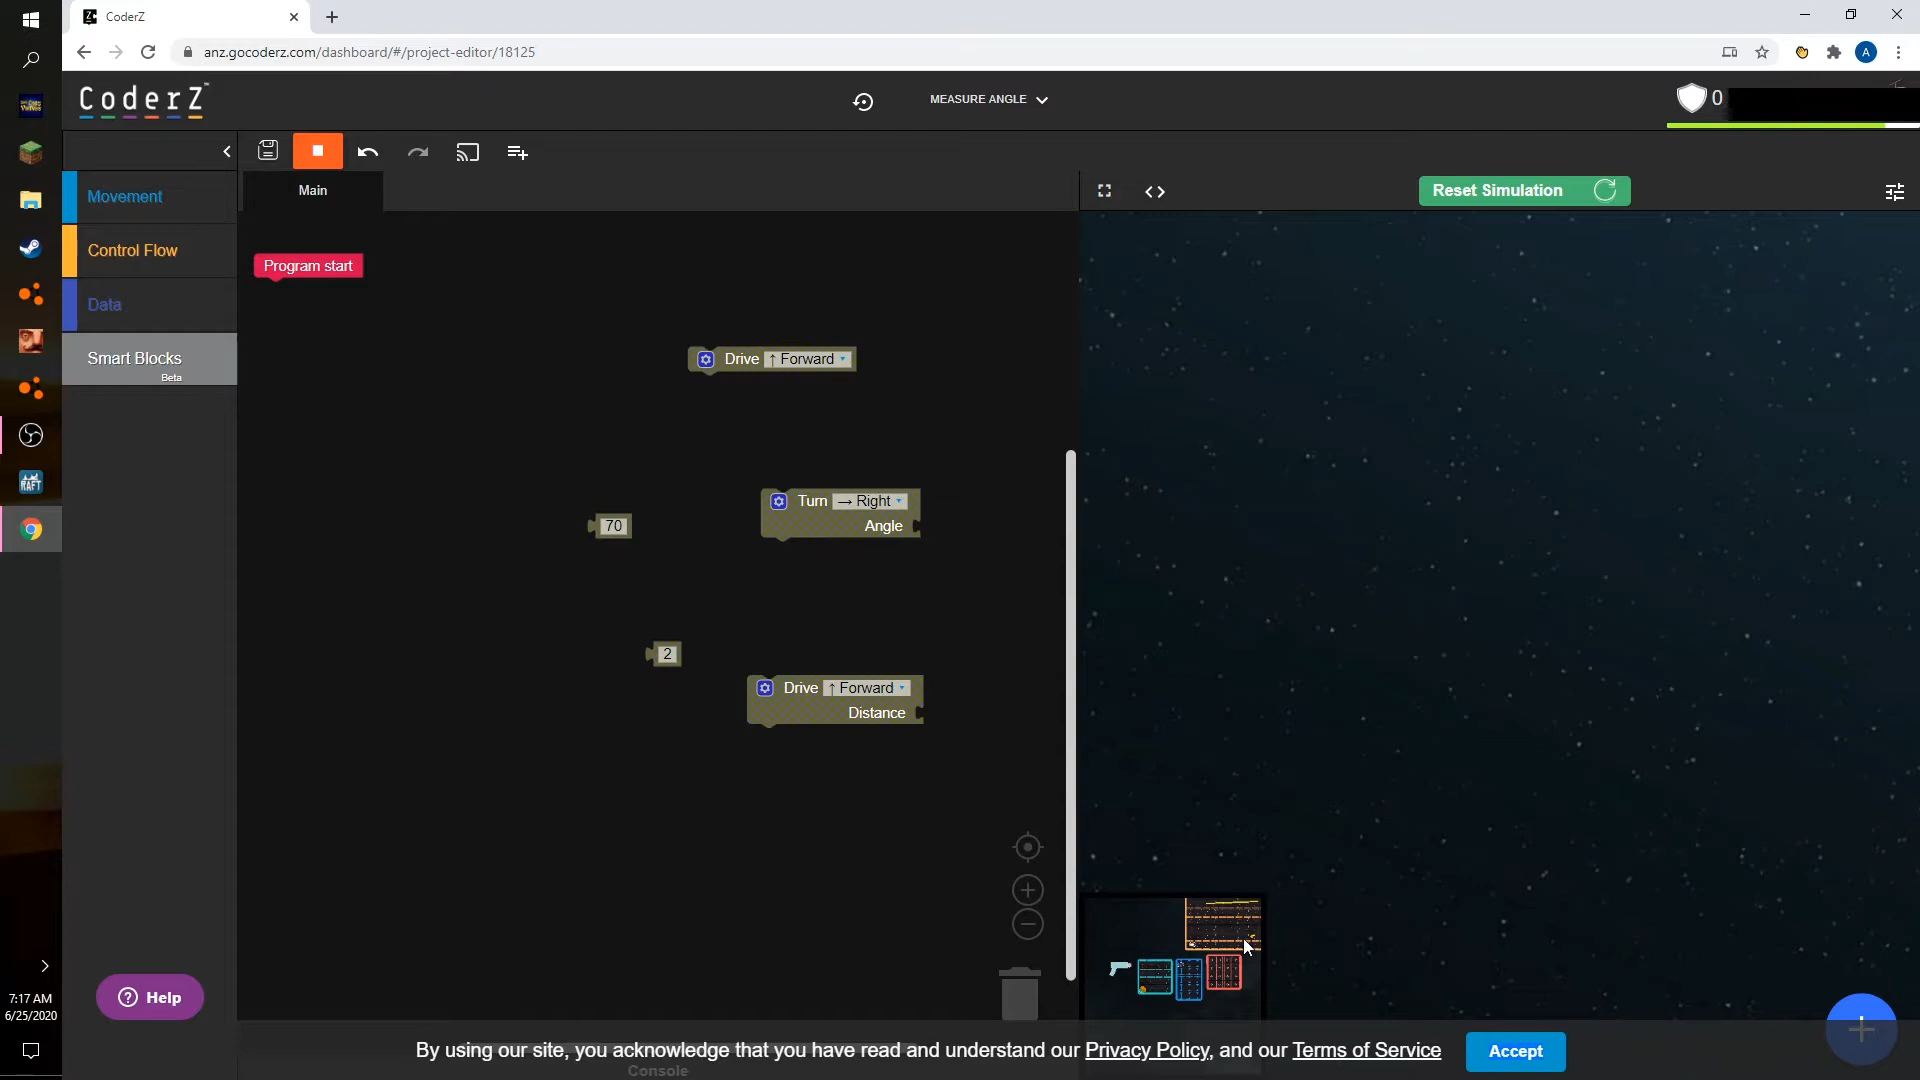 CoderZ
anz.gocoderz.com/dashboard/#/project-editor/18125
A
CoderZ™
MEASURE ANGLE
0
Movement
Control Flow
Data
Smart Blocks
Beta
Main
Reset Simulation
Program start
Drive ↑ Forward
Turn → Right
Angle
70
2
Drive ↑ Forward
Distance
RAFT
Help
7:17 AM
6/25/2020
By using our site, you acknowledge that you have read and understand our Privacy Policy, and our Terms of Service
Accept
Console